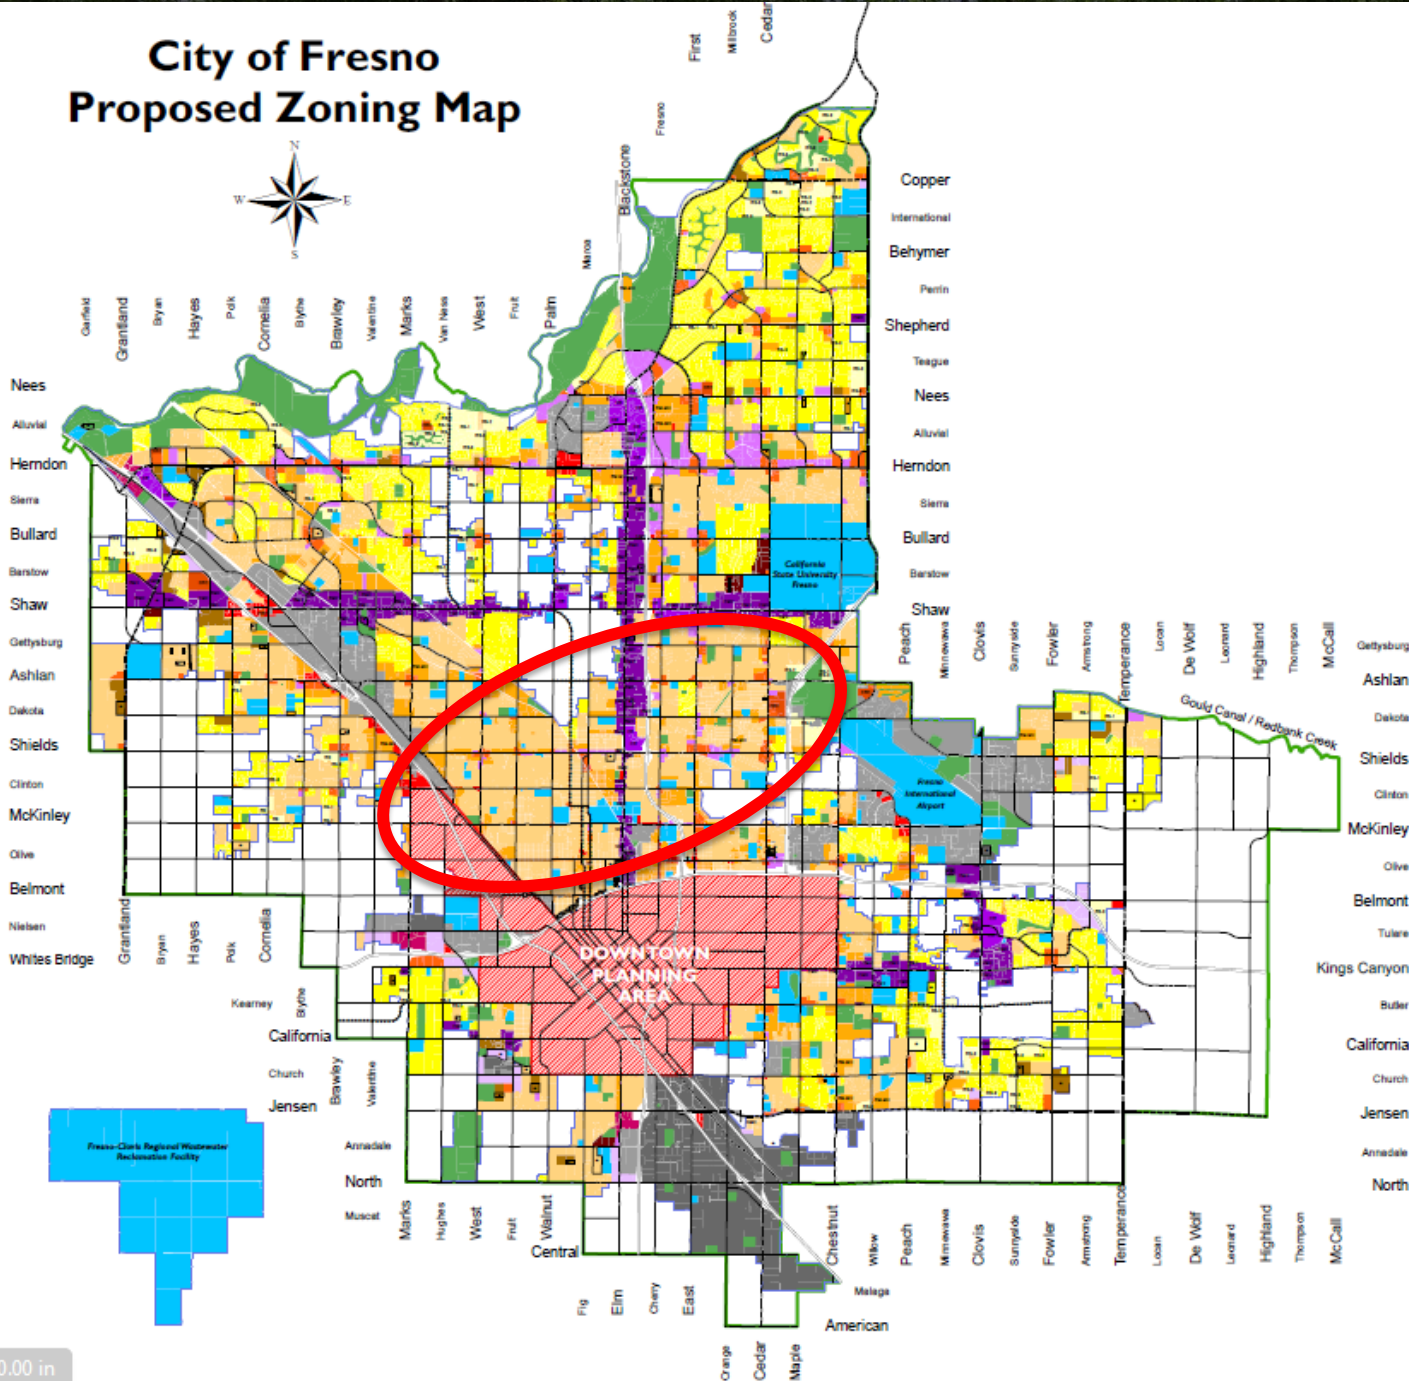 City of Fresno
Proposed Zoning Map
N
W
E
S
First
Millbrook
Cedar
Fresno
Blackstone
Maroa
Garfield
Grantland
Bryan
Hayes
Polk
Cornelia
Blythe
Brawley
Valentine
Marks
Van Ness
West
Fruit
Palm
Copper
International
Behymer
Perrin
Shepherd
Teague
Nees
Alluvial
Herndon
Sierra
Bullard
Barstow
Shaw
Nees
Alluvial
Herndon
Sierra
Bullard
Barstow
Shaw
Gettysburg
Ashlan
Dakota
Shields
Clinton
McKinley
Olive
Belmont
Nielsen
Whites Bridge
California
State University
Fresno
Peach
Minnewawa
Clovis
Sunnyside
Fowler
Armstrong
Temperance
Locan
De Wolf
Leonard
Highland
Thompson
McCall
Gettysburg
Ashlan
Dakota
Gould Canal / Redbank Creek
Shields
Clinton
McKinley
Olive
Belmont
Tulare
Kings Canyon
Butler
California
Church
Jensen
Annadale
North
Fresno
International
Airport
DOWNTOWN
PLANNING
AREA
Grantland
Bryan
Hayes
Polk
Cornelia
Kearney
Blythe
California
Church
Brawley
Valentine
Jensen
Annadale
North
Muscat
Central
Fresno-Clovis Regional Wastewater
Reclamation Facility
Marks
Hughes
West
Fruit
Walnut
Fig
Elm
Cherry
East
Orange
Cedar
Maple
Chestnut
Willow
Peach
Minnewawa
Clovis
Sunnyside
Fowler
Armstrong
Temperance
Locan
De Wolf
Leonard
Highland
Thompson
McCall
Malaga
American
0.00 in